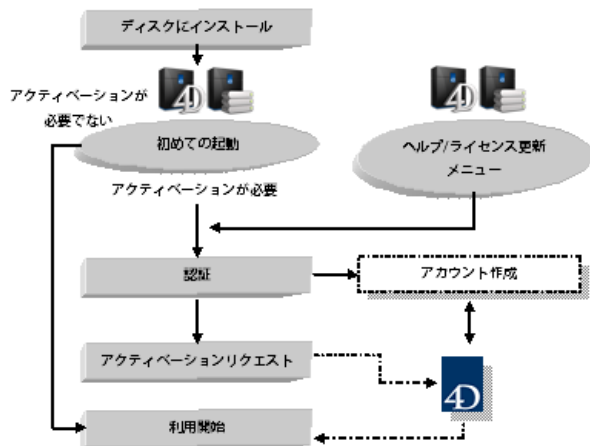 ディスクにインストール
アクティベーションが
必要でない
初めての起動
ヘルプ/ライセンス更新
メニュー
アクティベーションが必要
認証
アカウント作成
アクティベーションリクエスト
4D
利用開始